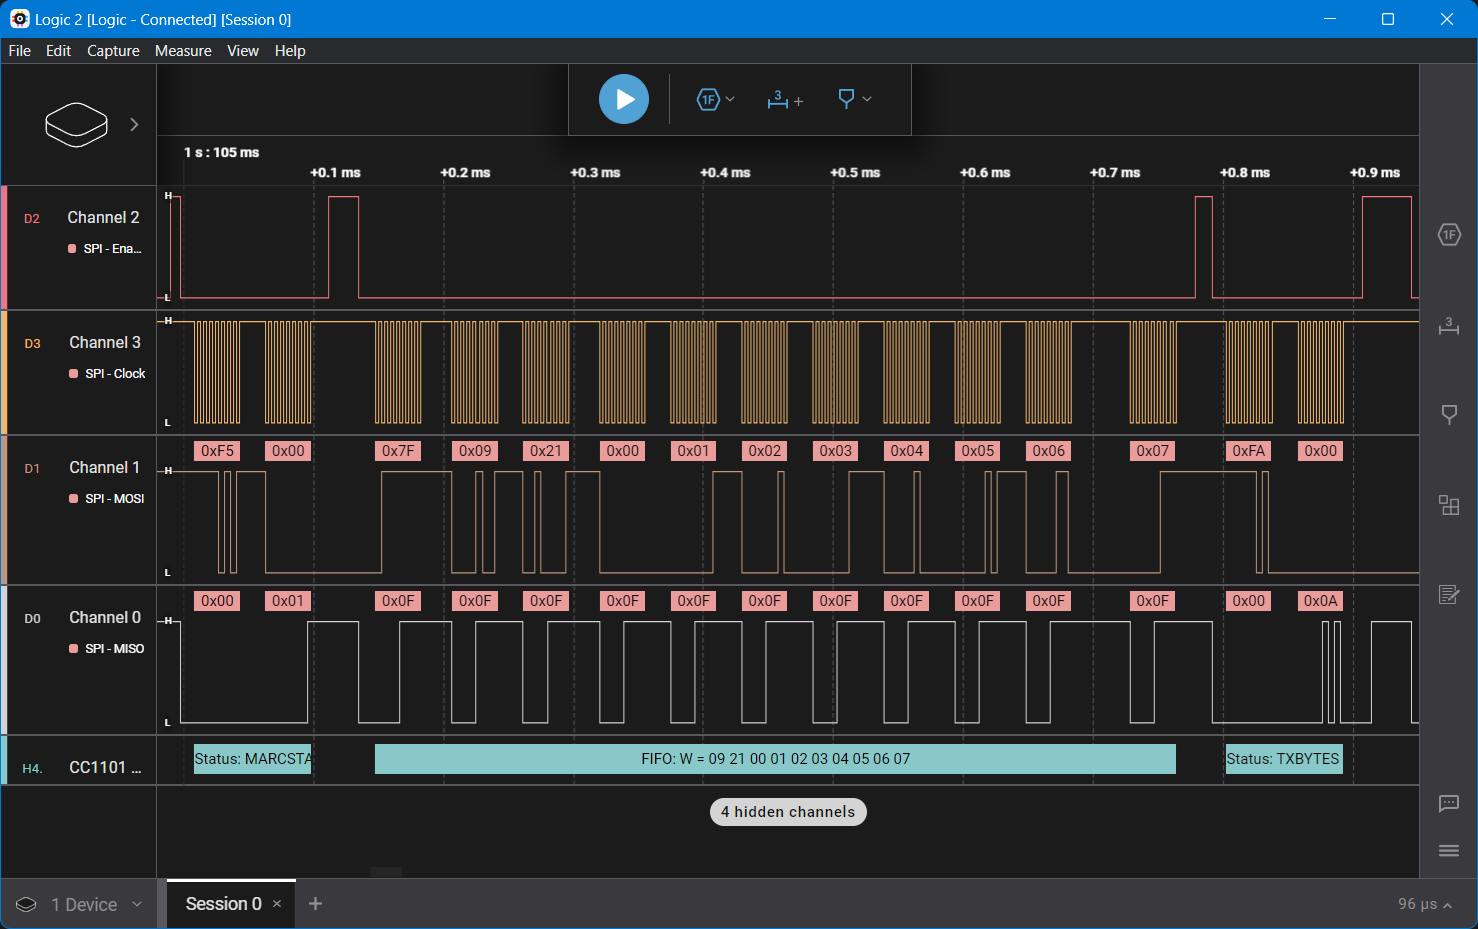 Logic 2 [Logic - Connected] [Session 0]
File Edit Capture Measure View Help
1F 3 +
1 s : 105 ms
+0.1 ms +0.2 ms +0.3 ms +0.4 ms +0.5 ms +0.6 ms +0.7 ms +0.8 ms +0.9 ms
H
D2 Channel 2
SPI - Ena...
L
1F
H
D3 Channel 3
SPI - Clock
L
3
0xF5 0x00 0x7F 0x09 0x21 0x00 0x01 0x02 0x03 0x04 0x05 0x06 0x07 0xFA 0x00
H
D1 Channel 1
SPI - MOSI
L
0x00 0x01 0x0F 0x0F 0x0F 0x0F 0x0F 0x0F 0x0F 0x0F 0x0F 0x0F 0x0F 0x00 0x0A
H
D0 Channel 0
SPI - MISO
L
H4. CC1101 ...
Status: MARCSTA FIFO: W = 09 21 00 01 02 03 04 05 06 07 Status: TXBYTES
4 hidden channels
1 Device Session 0 × + 96 µs